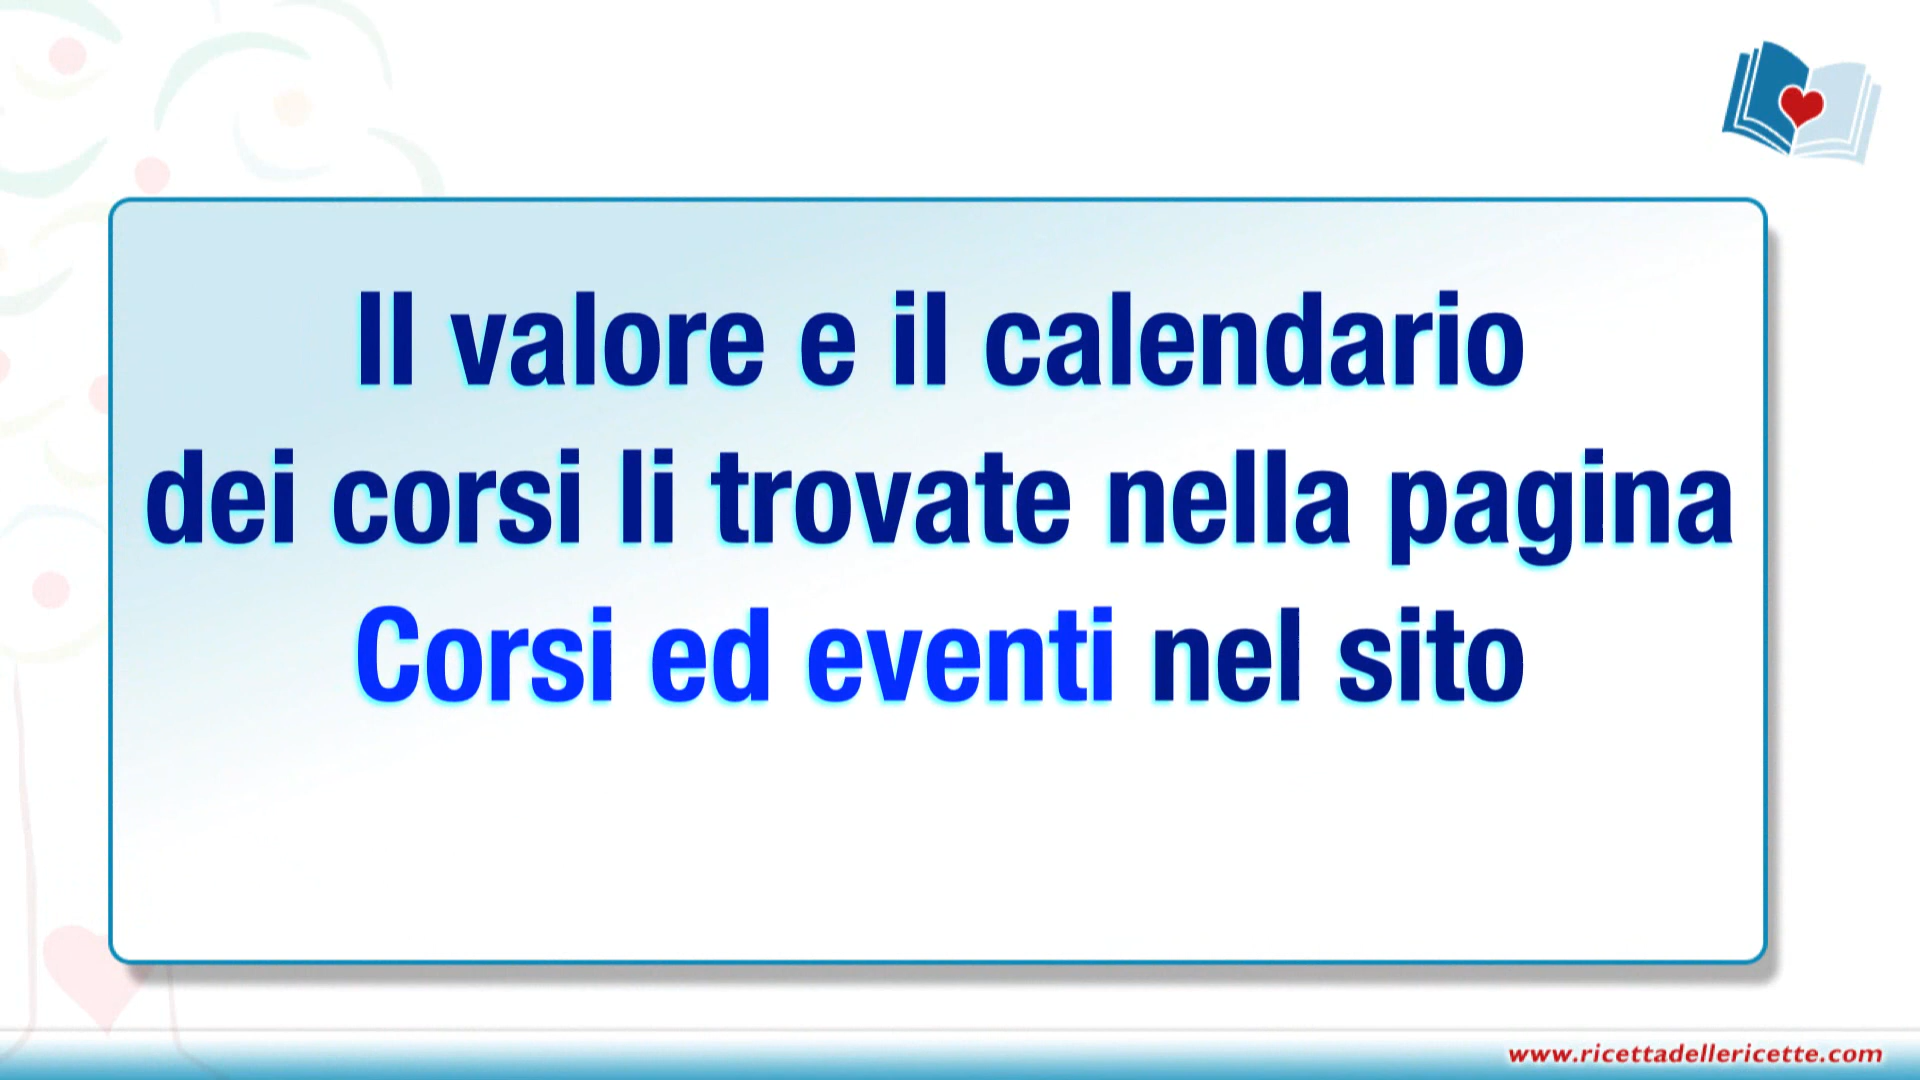 Il valore e il calendario
dei corsi li trovate nella pagina
Corsi ed eventi nel sito
www.ricettadellericette.com